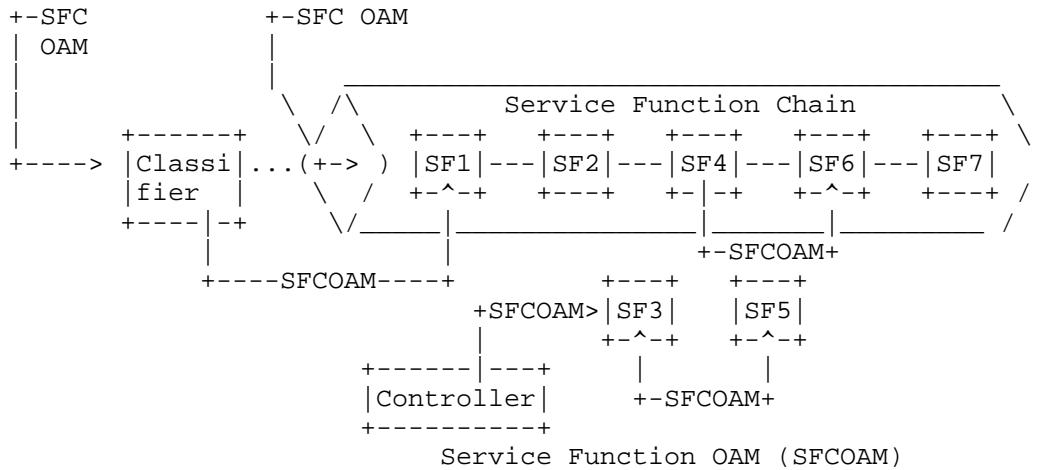 +-SFC +-SFC OAM
| OAM |
Service Function Chain
+----> |Classi|...(+-> ) |SF1|---|SF2|---|SF4|---|SF6|---|SF7|
|fier |
+-SFCOAM+
+----SFCOAM----+
+SFCOAM>|SF3| |SF5|
|Controller| +-SFCOAM+
Service Function OAM (SFCOAM)